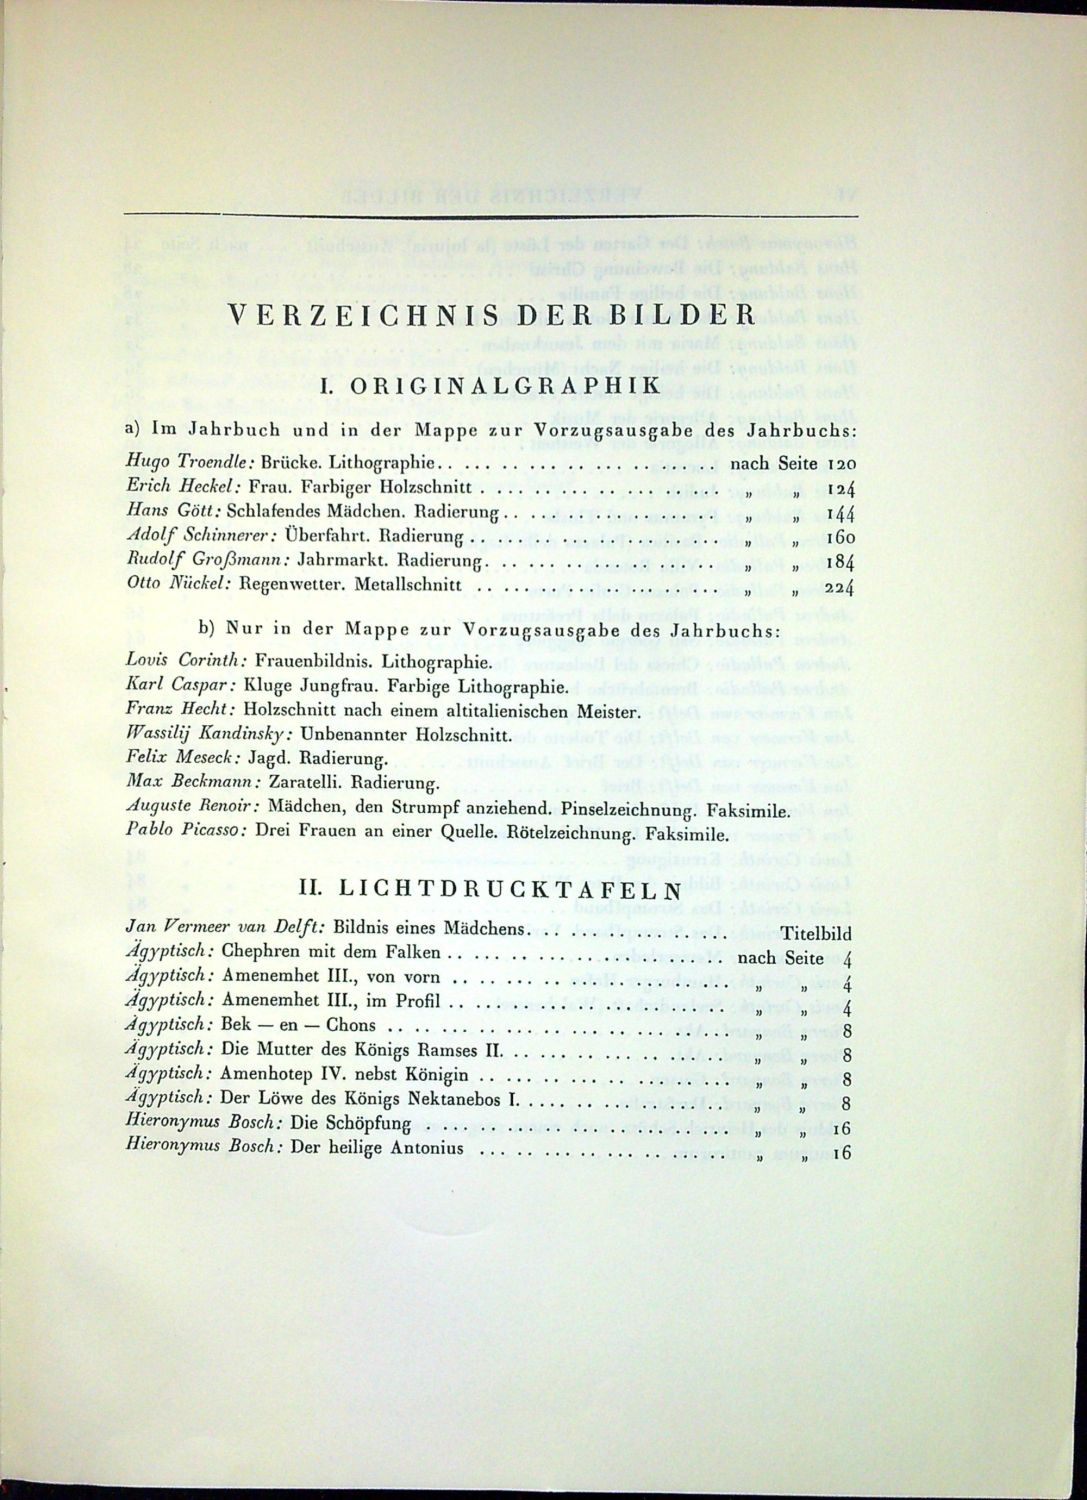 VERZEICHNIS DER BILDER
I. ORIGINALGRAPHIK
a) Im Jahrbuch und in der Mappe zur Vorzugsausgabe des Jahrbuchs:
Hugo Troendle: Brücke. Lithographie. . . . . . . . . . . . . . . . . . . . . . . nach Seite 120
Erich Heckel: Frau. Farbiger Holzschnitt . . . . . . . . . . . . . . . . . . . . „ „ 124
Hans Gött: Schlafendes Mädchen. Radierung . . . . . . . . . . . . . . . . . . „ „ 144
Adolf Schinnerer: Überfahrt. Radierung . . . . . . . . . . . . . . . . . . . . . „ „ 160
Rudolf Großmann: Jahrmarkt. Radierung. . . . . . . . . . . . . . . . . . . . „ „ 184
Otto Nückel: Regenwetter. Metallschnitt . . . . . . . . . . . . . . . . . . . . „ „ 224
b) Nur in der Mappe zur Vorzugsausgabe des Jahrbuchs:
Lovis Corinth: Frauenbildnis. Lithographie.
Karl Caspar: Kluge Jungfrau. Farbige Lithographie.
Franz Hecht: Holzschnitt nach einem altitalienischen Meister.
Wassilij Kandinsky: Unbenannter Holzschnitt.
Felix Meseck: Jagd. Radierung.
Max Beckmann: Zaratelli. Radierung.
Auguste Renoir: Mädchen, den Strumpf anziehend. Pinselzeichnung. Faksimile.
Pablo Picasso: Drei Frauen an einer Quelle. Rötelzeichnung. Faksimile.
II. LICHTDRUCKTAFELN
Jan Vermeer van Delft: Bildnis eines Mädchens. . . . . . . . . . . . . . . . . Titelbild
Ägyptisch: Chephren mit dem Falken . . . . . . . . . . . . . . . . . . . . . . . nach Seite 4
Ägyptisch: Amenemhet III., von vorn . . . . . . . . . . . . . . . . . . . . . . . „ „ 4
Ägyptisch: Amenemhet III., im Profil . . . . . . . . . . . . . . . . . . . . . . . „ „ 4
Ägyptisch: Bek — en — Chons . . . . . . . . . . . . . . . . . . . . . . . . . . . . „ „ 8
Ägyptisch: Die Mutter des Königs Ramses II. . . . . . . . . . . . . . . . . . . „ „ 8
Ägyptisch: Amenhotep IV. nebst Königin . . . . . . . . . . . . . . . . . . . . . „ „ 8
Ägyptisch: Der Löwe des Königs Nektanebos I. . . . . . . . . . . . . . . . . . „ „ 8
Hieronymus Bosch: Die Schöpfung . . . . . . . . . . . . . . . . . . . . . . . . . „ „ 16
Hieronymus Bosch: Der heilige Antonius . . . . . . . . . . . . . . . . . . . . . „ „ 16